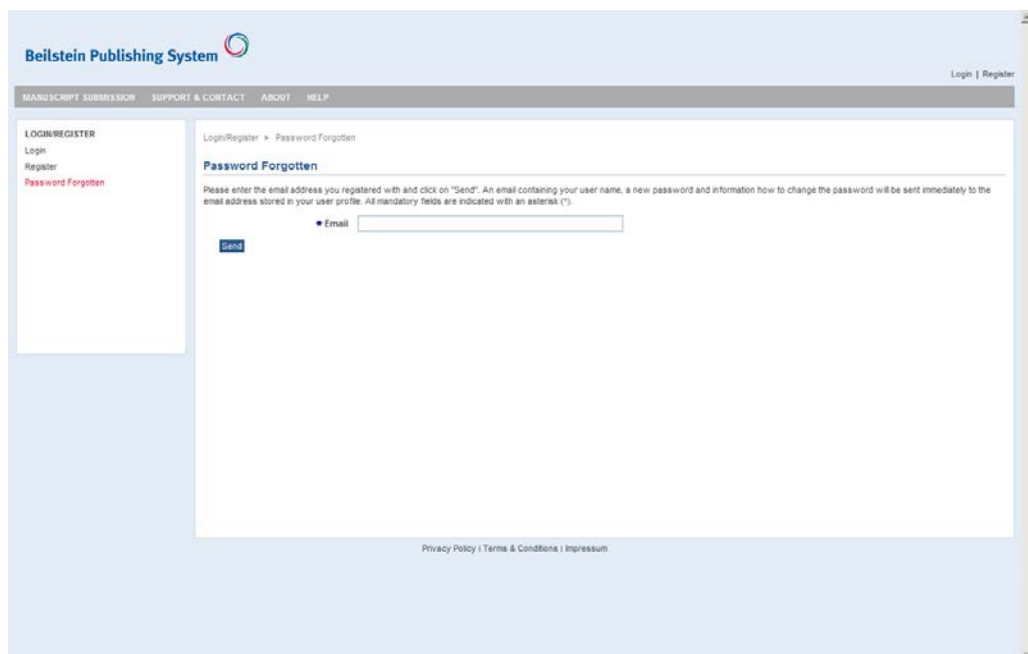 Beilstein Publishing System
Login | Register
MANUSCRIPT SUBMISSION SUPPORT & CONTACT ABOUT HELP
LOGIN/REGISTER
Login
Register
Password Forgotten
Login/Register > Password Forgotten
Password Forgotten
Please enter the email address you registered with and click on "Send". An email containing your user name, a new password and information how to change the password will be sent immediately to the
email address stored in your user profile. All mandatory fields are indicated with an asterisk (*).
Email
Send
Privacy Policy | Terms & Conditions | Impressum